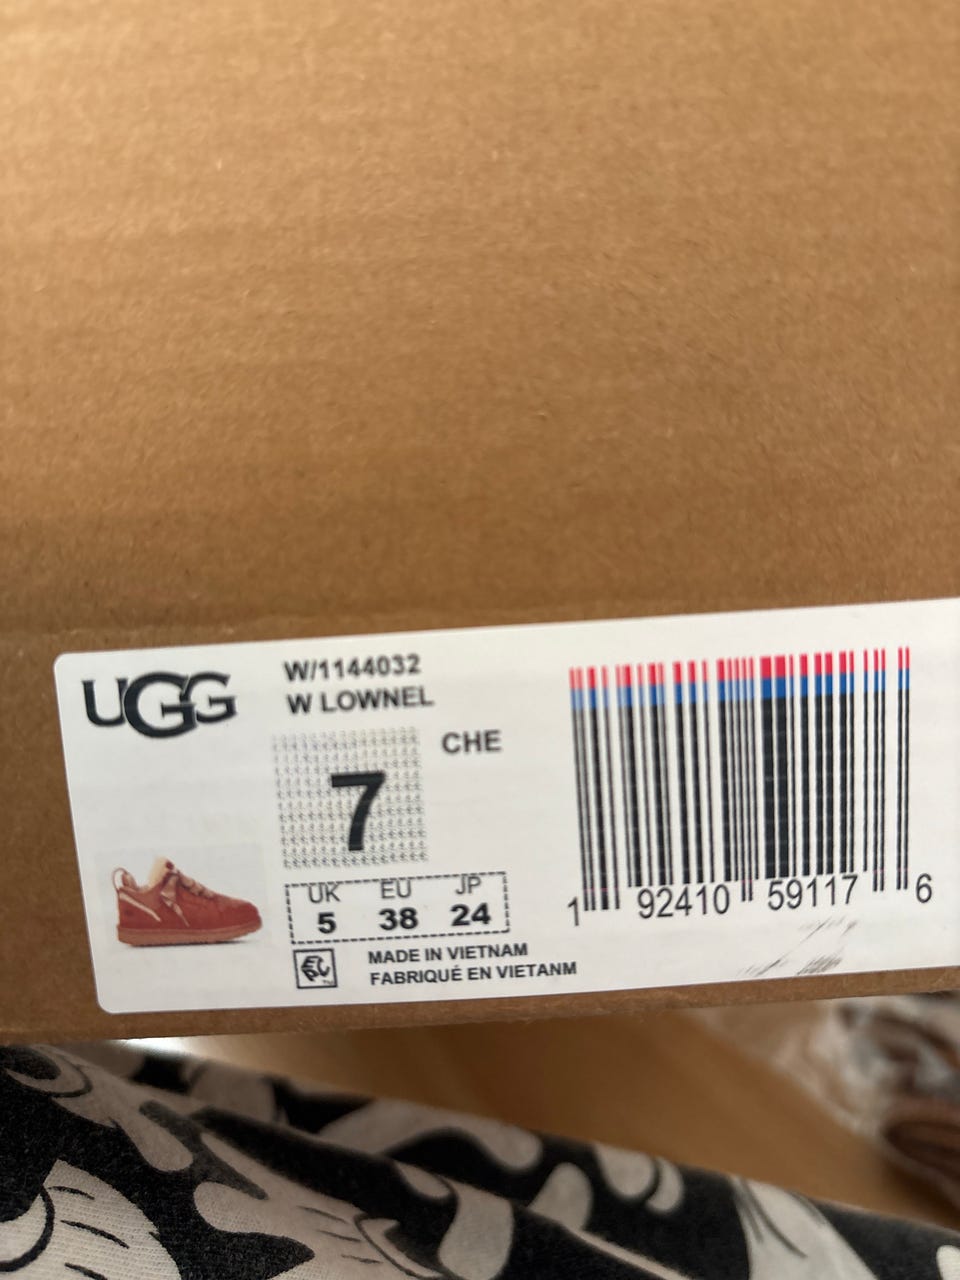 UGG
W/1144032
W LOWNEL
CHE
7
UK EU JP
5 38 24
MADE IN VIETNAM
FABRIQUÉ EN VIETANM
1 92410 59117 6